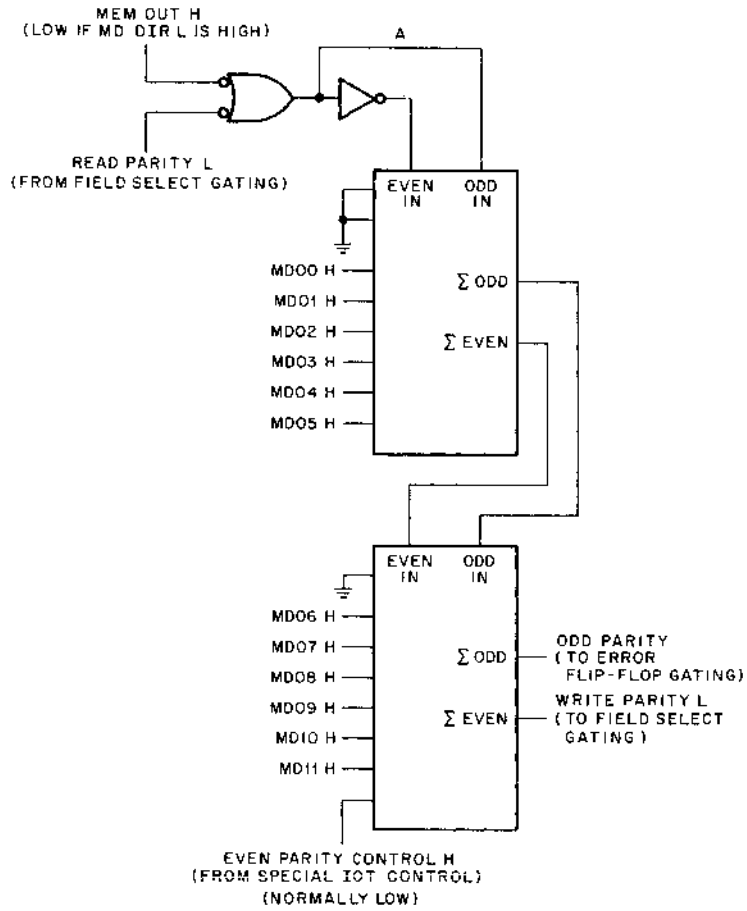 MEM OUT H
(LOW IF MD DIR L IS HIGH)
A
READ PARITY L
(FROM FIELD SELECT GATING)
EVEN IN
ODD IN
MD00 H
MD01 H
MD02 H
MD03 H
MD04 H
MD05 H
Σ ODD
Σ EVEN
EVEN IN
ODD IN
MD06 H
MD07 H
MD08 H
MD09 H
MD10 H
MD11 H
Σ ODD
Σ EVEN
ODD PARITY
(TO ERROR
FLIP-FLOP GATING)
WRITE PARITY L
(TO FIELD SELECT
GATING)
EVEN PARITY CONTROL H
(FROM SPECIAL IOT CONTROL)
(NORMALLY LOW)